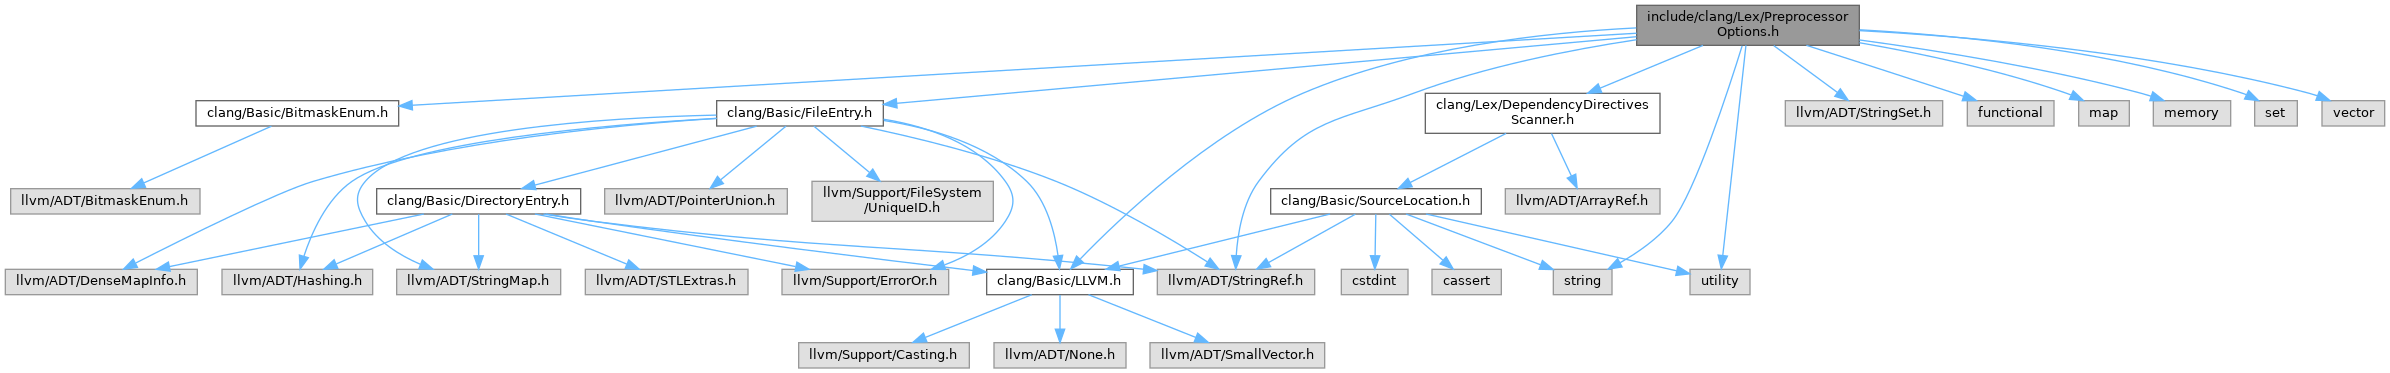 include/clang/Lex/Preprocessor
Options.h
clang/Basic/BitmaskEnum.h
clang/Basic/FileEntry.h
clang/Lex/DependencyDirectives
Scanner.h
llvm/ADT/StringSet.h
functional
map
memory
set
vector
llvm/ADT/BitmaskEnum.h
clang/Basic/DirectoryEntry.h
llvm/ADT/PointerUnion.h
llvm/Support/FileSystem
/UniqueID.h
clang/Basic/SourceLocation.h
llvm/ADT/ArrayRef.h
llvm/ADT/DenseMapInfo.h
llvm/ADT/Hashing.h
llvm/ADT/StringMap.h
llvm/ADT/STLExtras.h
llvm/Support/ErrorOr.h
clang/Basic/LLVM.h
llvm/ADT/StringRef.h
cstdint
cassert
string
utility
llvm/Support/Casting.h
llvm/ADT/None.h
llvm/ADT/SmallVector.h